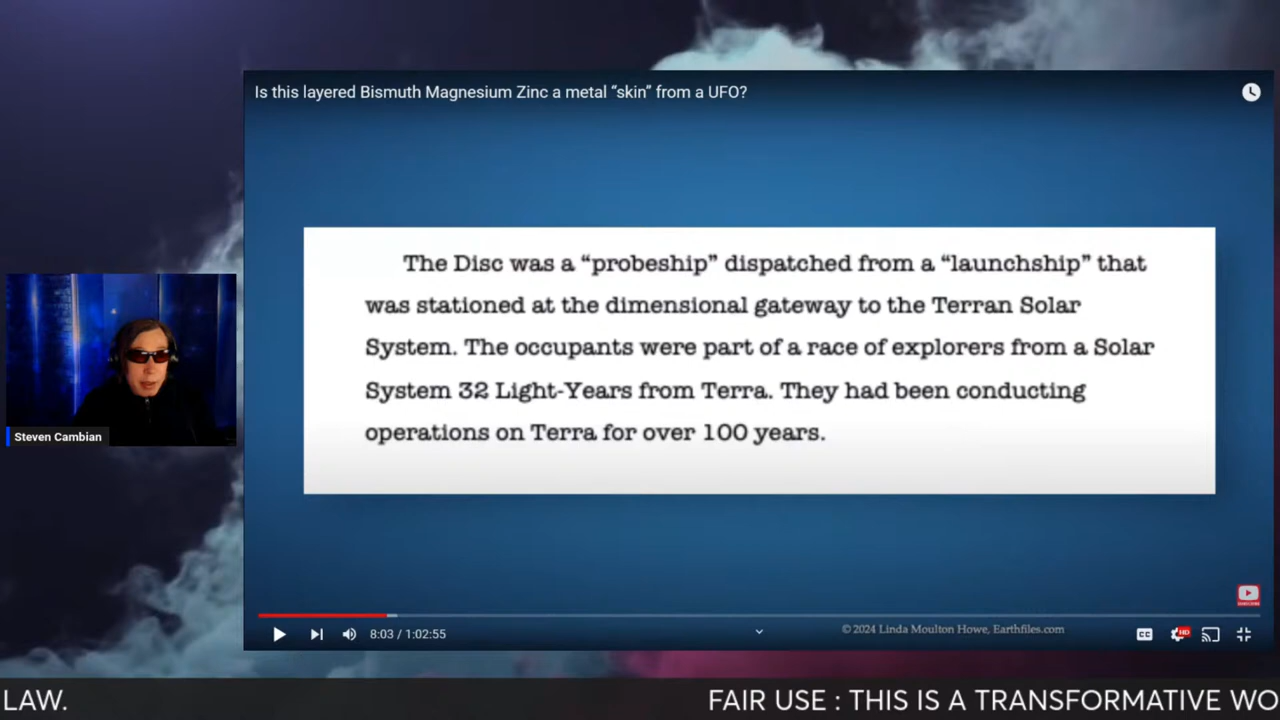 Is this layered Bismuth Magnesium Zinc a metal “skin” from a UFO?
The Disc was a “probeship” dispatched from a “launchship” that
was stationed at the dimensional gateway to the Terran Solar
System. The occupants were part of a race of explorers from a Solar
System 32 Light-Years from Terra. They had been conducting
operations on Terra for over 100 years.
Steven Cambian
8:03 / 1:02:55
© 2024 Linda Moulton Howe, Earthfiles.com
CC
HD
LAW.
FAIR USE : THIS IS A TRANSFORMATIVE WO